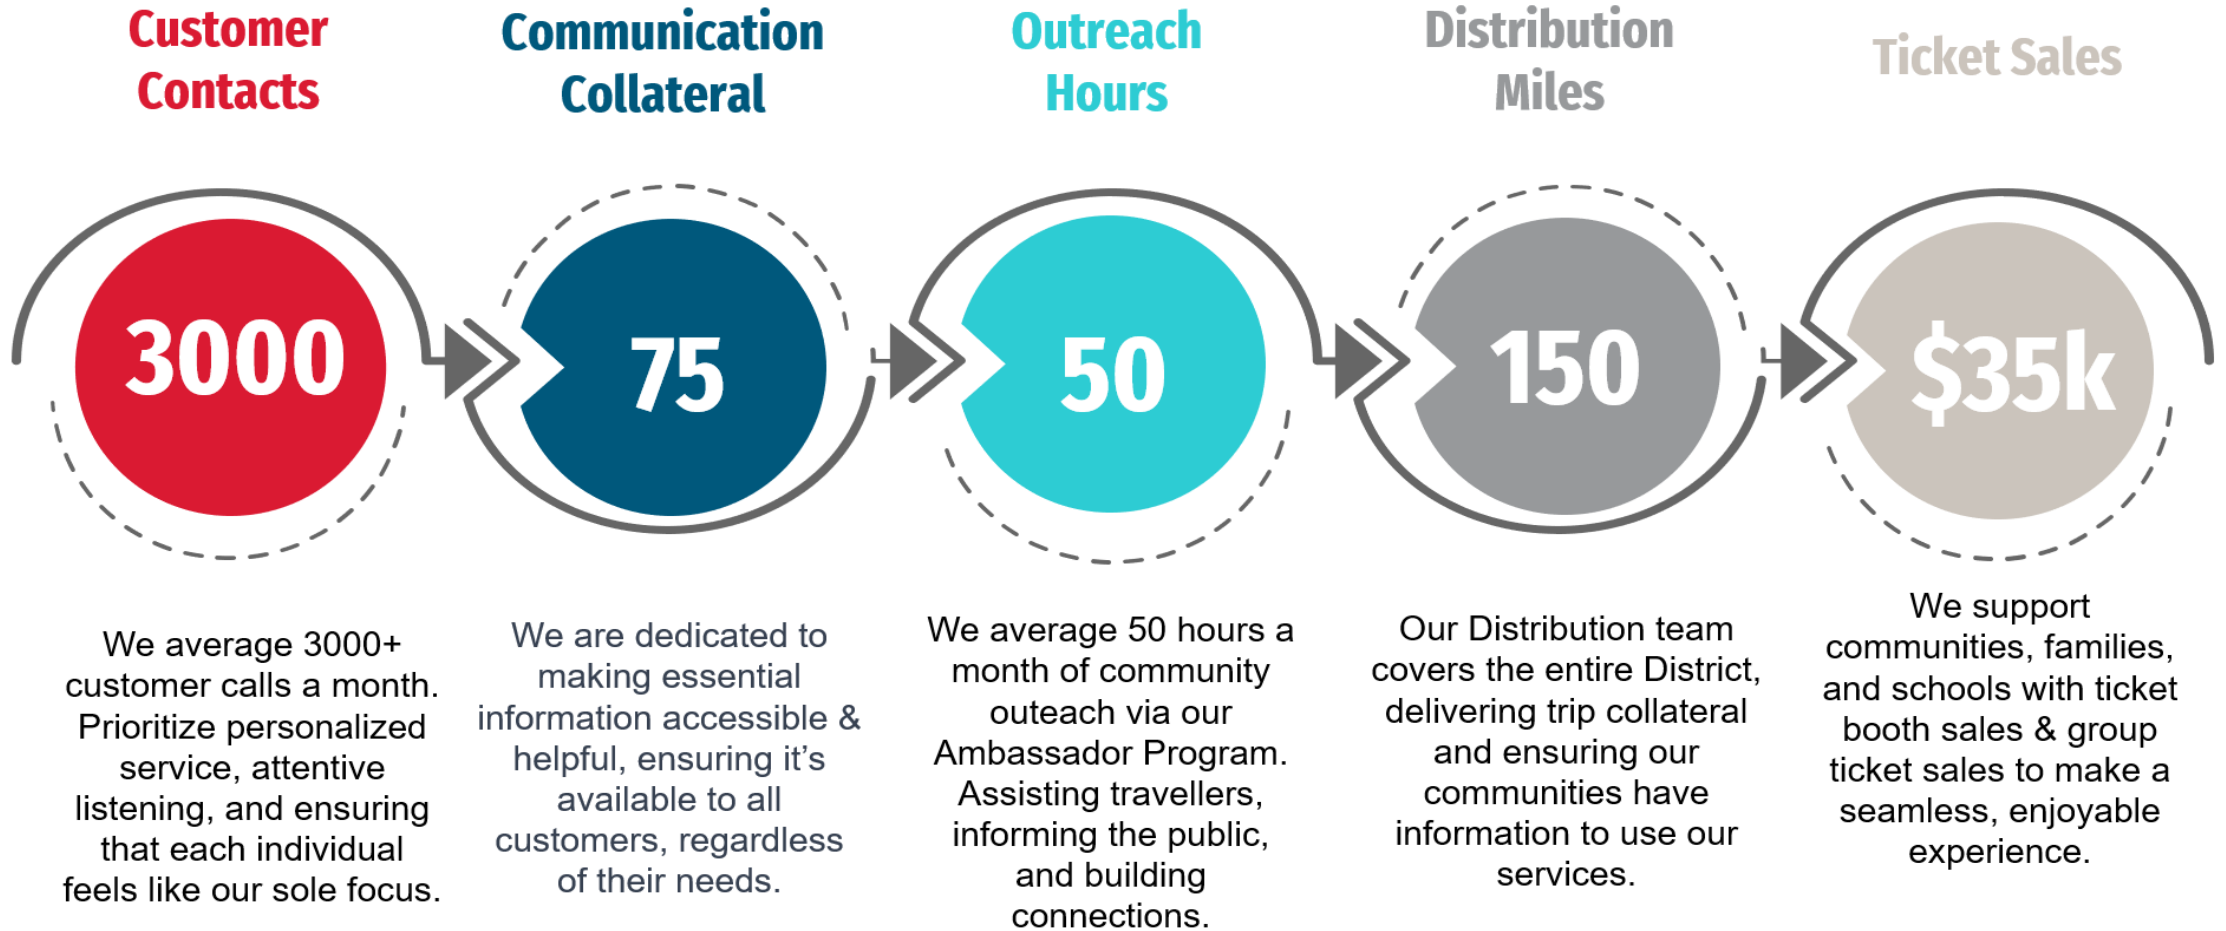 Customer
Contacts
3000
We average 3000+
customer calls a month.
Prioritize personalized
service, attentive
listening, and ensuring
that each individual
feels like our sole focus.
Communication
Collateral
75
We are dedicated to
making essential
information accessible &
helpful, ensuring it’s
available to all
customers, regardless
of their needs.
Outreach
Hours
50
We average 50 hours a
month of community
outeach via our
Ambassador Program.
Assisting travellers,
informing the public,
and building
connections.
Distribution
Miles
150
Our Distribution team
covers the entire District,
delivering trip collateral
and ensuring our
communities have
information to use our
services.
Ticket Sales
$35k
We support
communities, families,
and schools with ticket
booth sales & group
ticket sales to make a
seamless, enjoyable
experience.